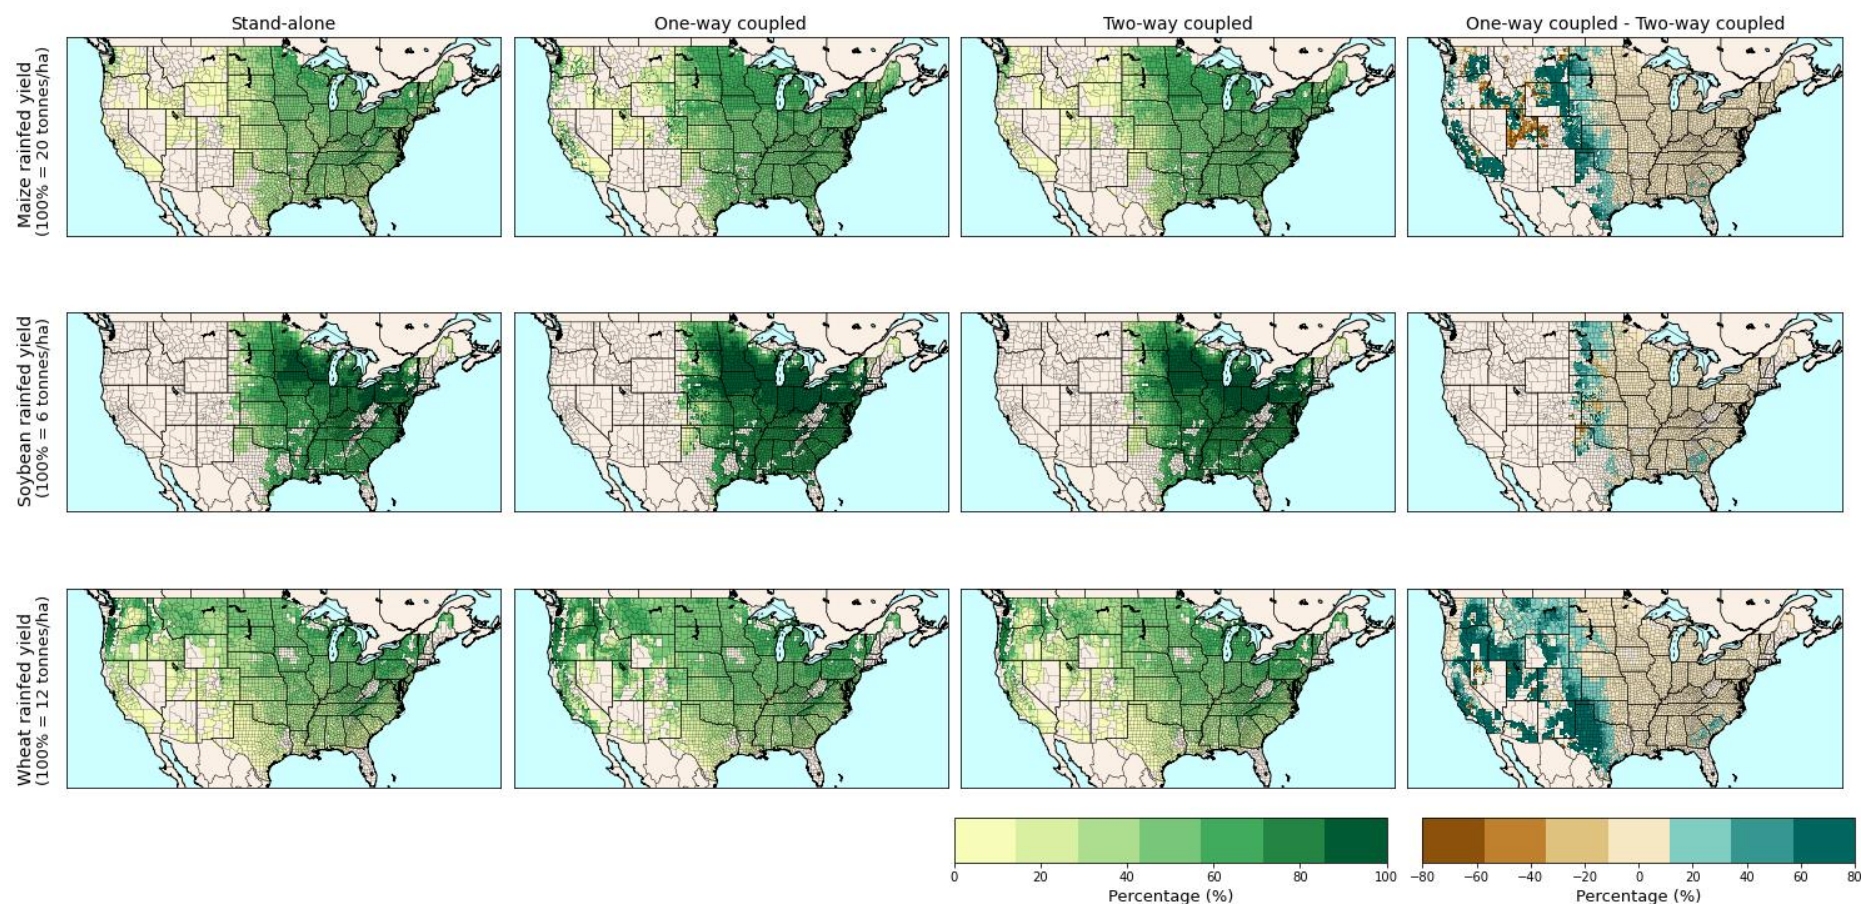 Stand-alone
One-way coupled
Two-way coupled
One-way coupled - Two-way coupled
Maize rainfed yield
(100% = 20 tonnes/ha)
Soybean rainfed yield
(100% = 6 tonnes/ha)
Wheat rainfed yield
(100% = 12 tonnes/ha)
0 20 40 60 80 100
Percentage (%)
−80 −60 −40 −20 0 20 40 60 80
Percentage (%)